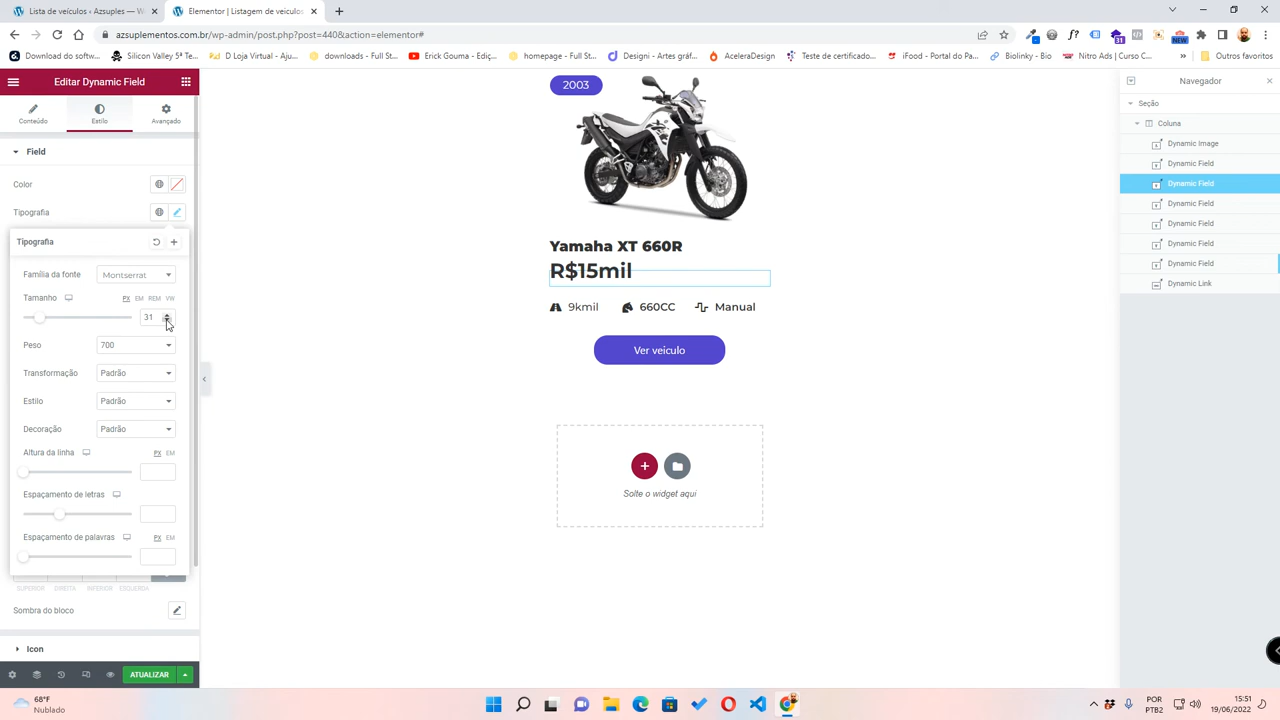 Lista de veículos ‹ Azsuplemen
Elementor | Listagem de veiculos
azsuplementos.com.br/wp-admin/post.php?post=440&action=elementor#
Download do softw...
Silicon Valley 5ª Tem...
D Loja Virtual - Aju...
downloads - Full St...
Erick Gouma - Full...
homepage - Full St...
Designi - Artes gráf...
AceleraDesign
Teste de certificado...
iFood - Portal do Pa...
Biolinky - Bio
Nitro Ads | Curso C...
»
Outros favoritos
31
NEW
Editar Dynamic Field
Conteúdo
Estilo
Avançado
Field
Color
Tipografia
Tipografia
Família da fonte
Montserrat
Tamanho
PX EM REM VW
31
Peso
700
Transformação
Padrão
Estilo
Padrão
Decoração
Padrão
Altura da linha
PX EM
Espaçamento de letras
Espaçamento de palavras
PX EM
SUPERIOR DIREITA INFERIOR ESQUERDA
Sombra do bloco
Icon
ATUALIZAR
2003
Yamaha XT 660R
R$15mil
9kmil
660CC
Manual
Ver veiculo
Solte o widget aqui
Navegador
Seção
Coluna
Dynamic Image
Dynamic Field
Dynamic Field
Dynamic Field
Dynamic Field
Dynamic Field
Dynamic Field
Dynamic Link
68°F
Nublado
POR
PTB2
15:51
19/06/2022